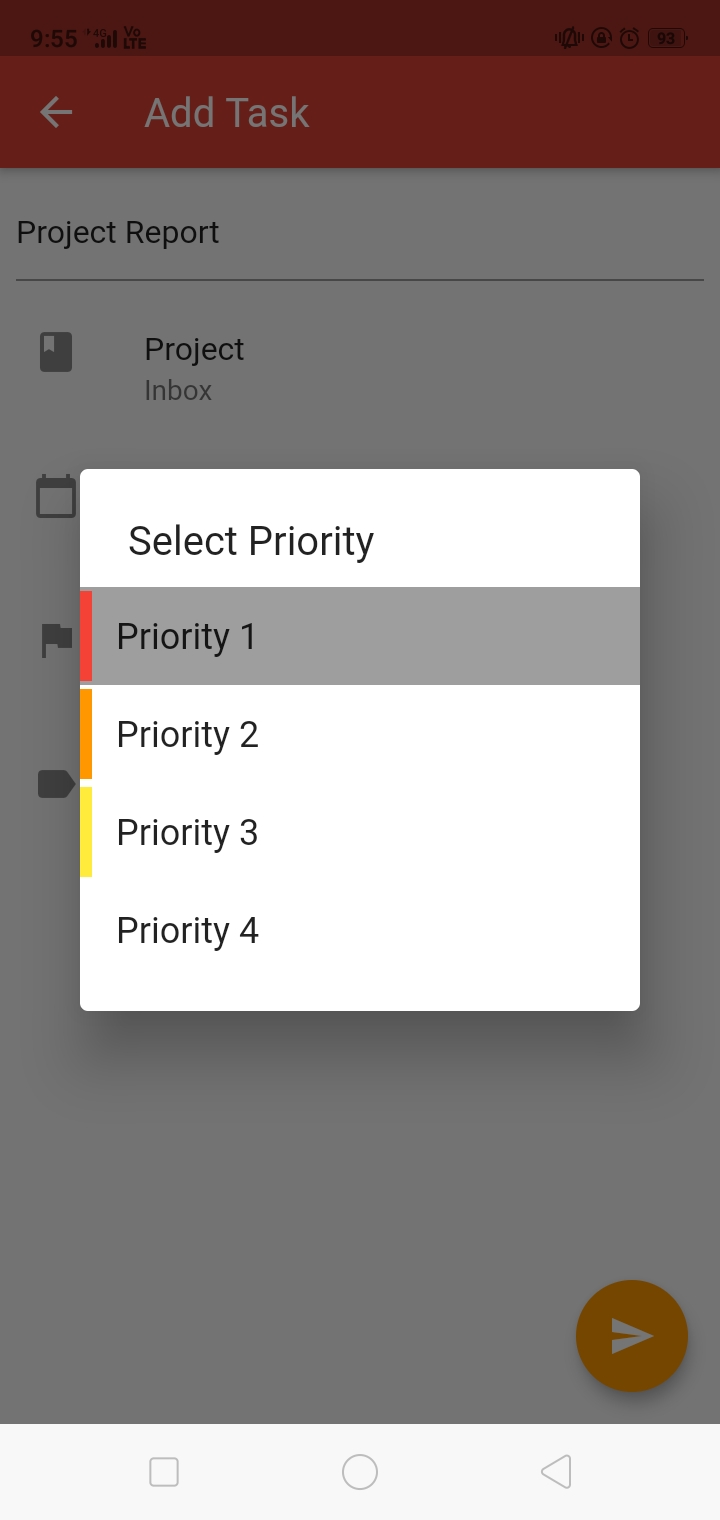 9:55 4G Vo LTE 93
Add Task
Project Report
Project
Inbox
Select Priority
Priority 1
Priority 2
Priority 3
Priority 4